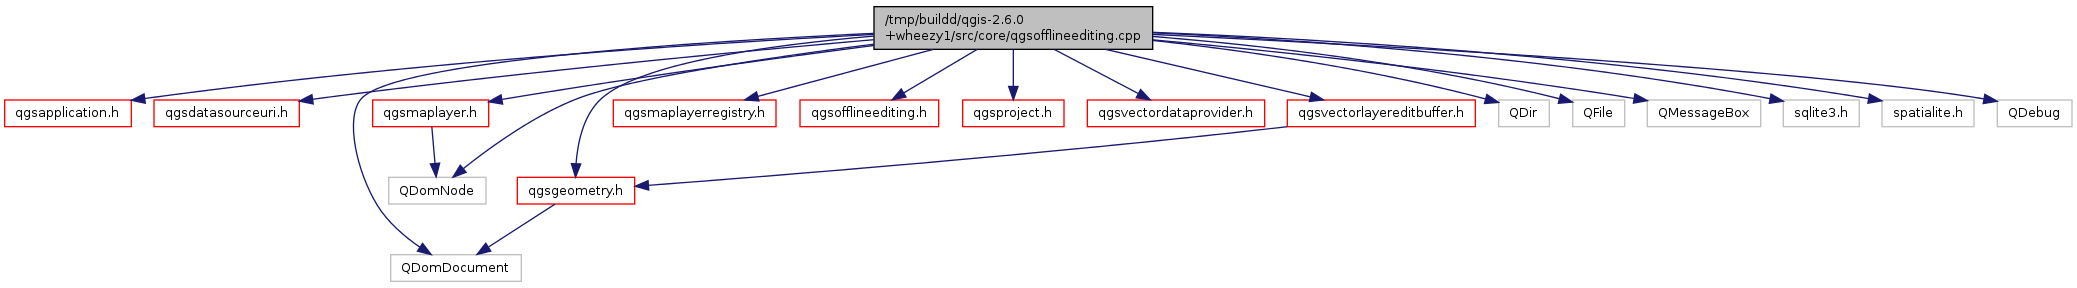 /tmp/buildd/qgis-2.6.0
+wheezy1/src/core/qgsofflineediting.cpp
qgsapplication.h
qgsdatasourceuri.h
qgsmaplayer.h
qgsmaplayerregistry.h
qgsofflineediting.h
qgsproject.h
qgsvectordataprovider.h
qgsvectorlayereditbuffer.h
QDir
QFile
QMessageBox
sqlite3.h
spatialite.h
QDebug
QDomNode
qgsgeometry.h
QDomDocument